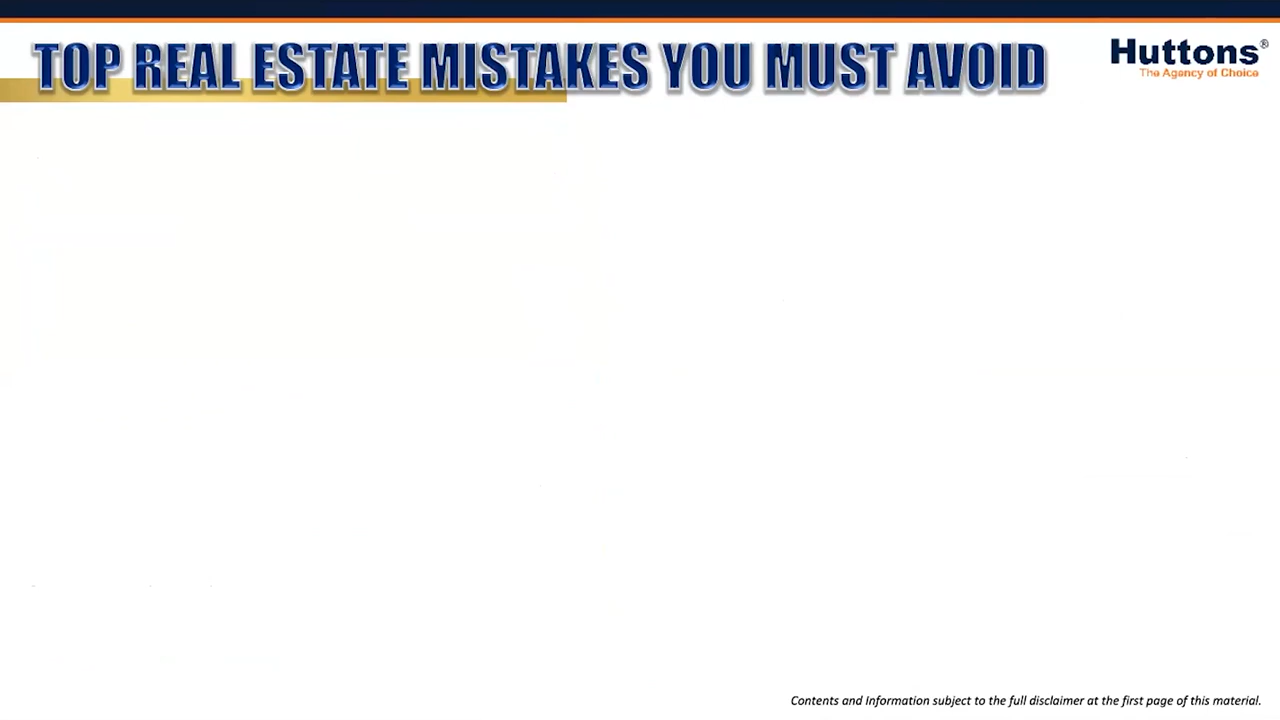 TOP REAL ESTATE MISTAKES YOU MUST AVOID
Huttons®
The Agency of Choice
Contents and Information subject to the full disclaimer at the first page of this material.